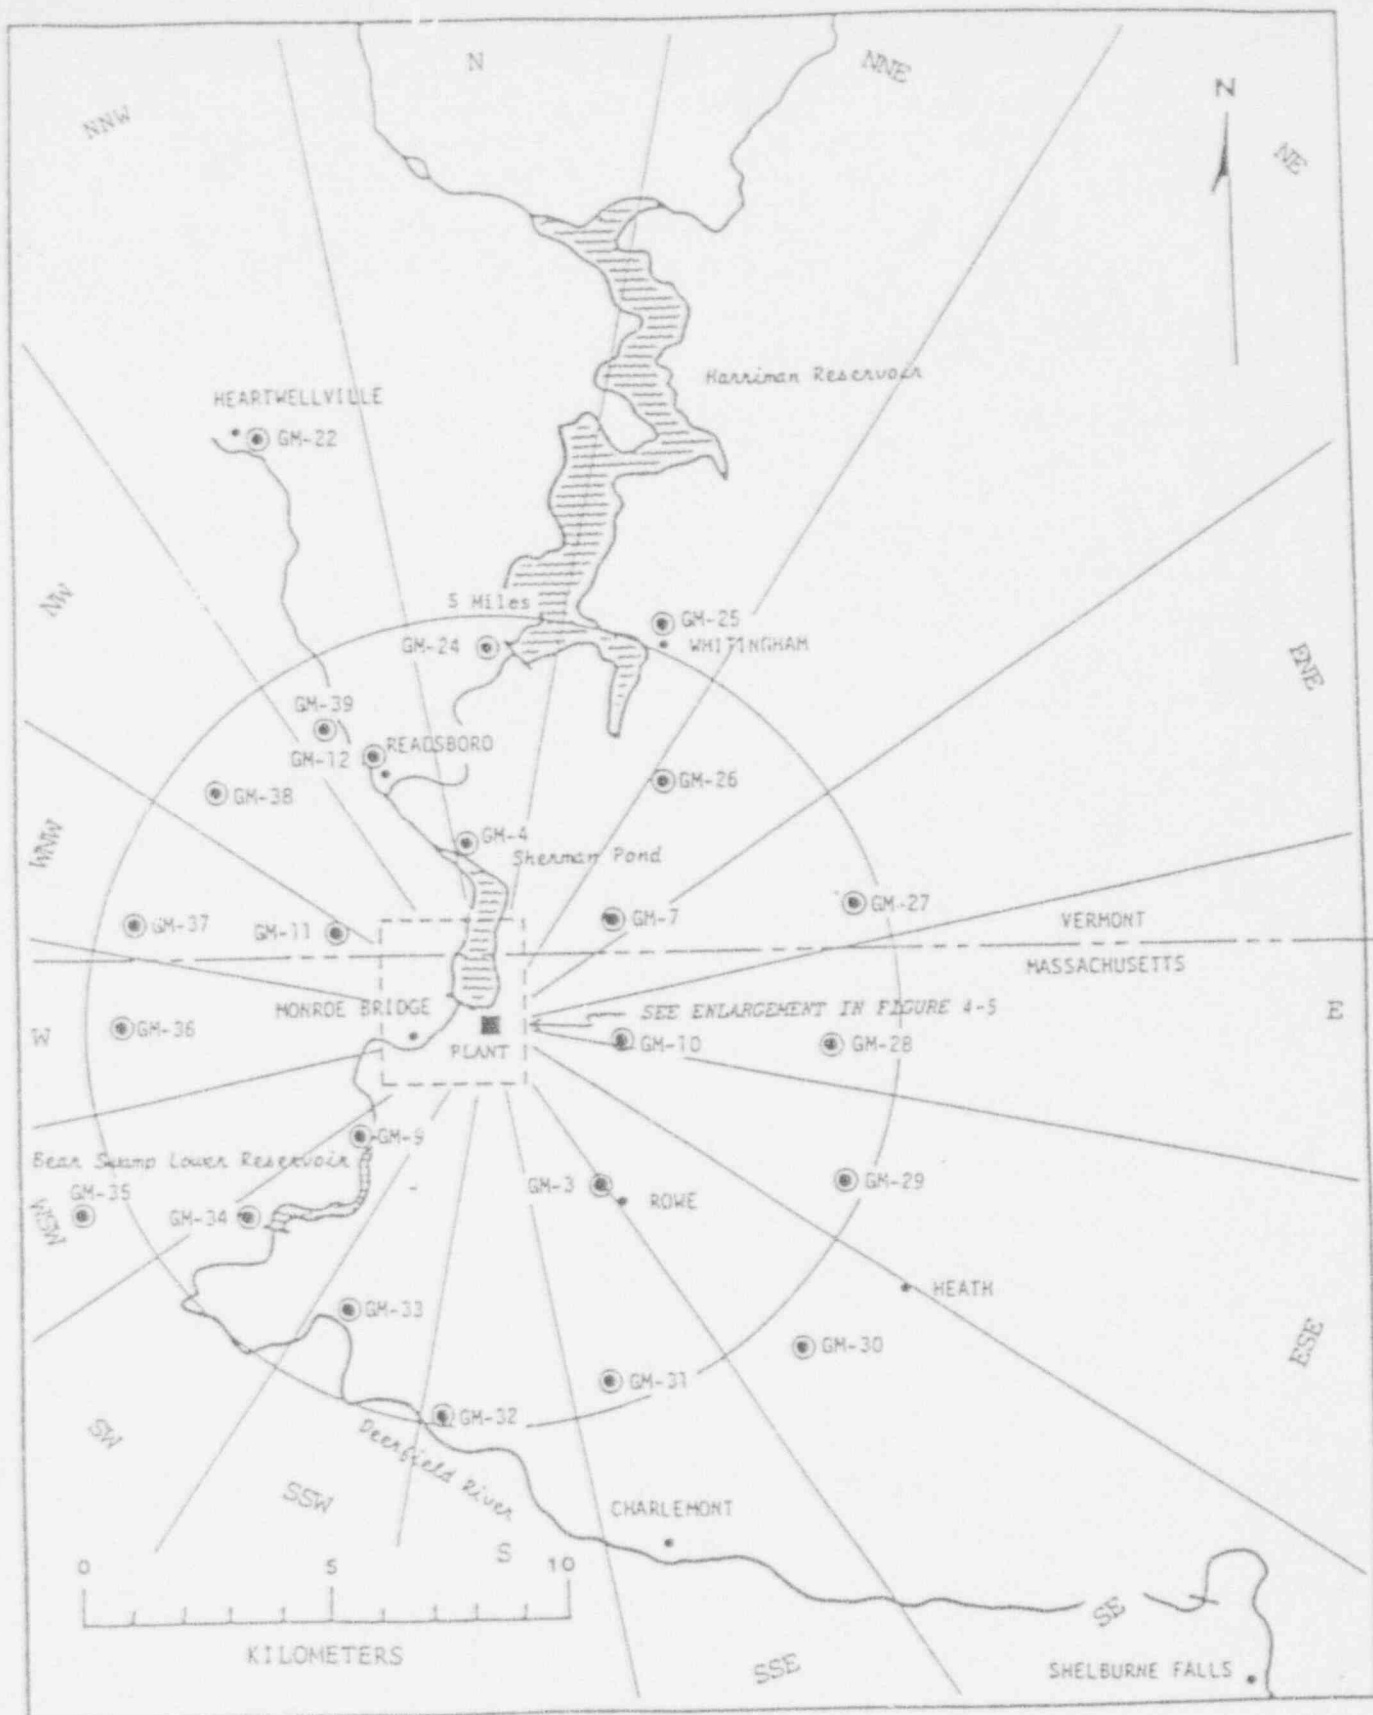 N
NNE
N
NNW
NE
Harriman Reservoir
HEARTWELLVILLE
GM-22
NW
5 Miles
GM-25
GM-24
WHITINGHAM
ENE
GM-39
READSBORO
GM-12
GM-26
GM-38
GM-4
WNW
Sherman Pond
GM-27
GM-37
GM-11
GM-7
VERMONT
MASSACHUSETTS
MONROE BRIDGE
SEE ENLARGEMENT IN FIGURE 4-5
E
W
GM-36
PLANT
GM-10
GM-28
GM-9
Bear Swamp Lower Reservoir
GM-35
GM-3
ROWE
GM-29
WSW
GM-34
HEATH
GM-33
GM-30
ESE
GM-31
GM-32
SW
Deerfield River
SSW
CHARLEMONT
S
0 5 10
KILOMETERS
SE
SSE
SHELBURNE FALLS